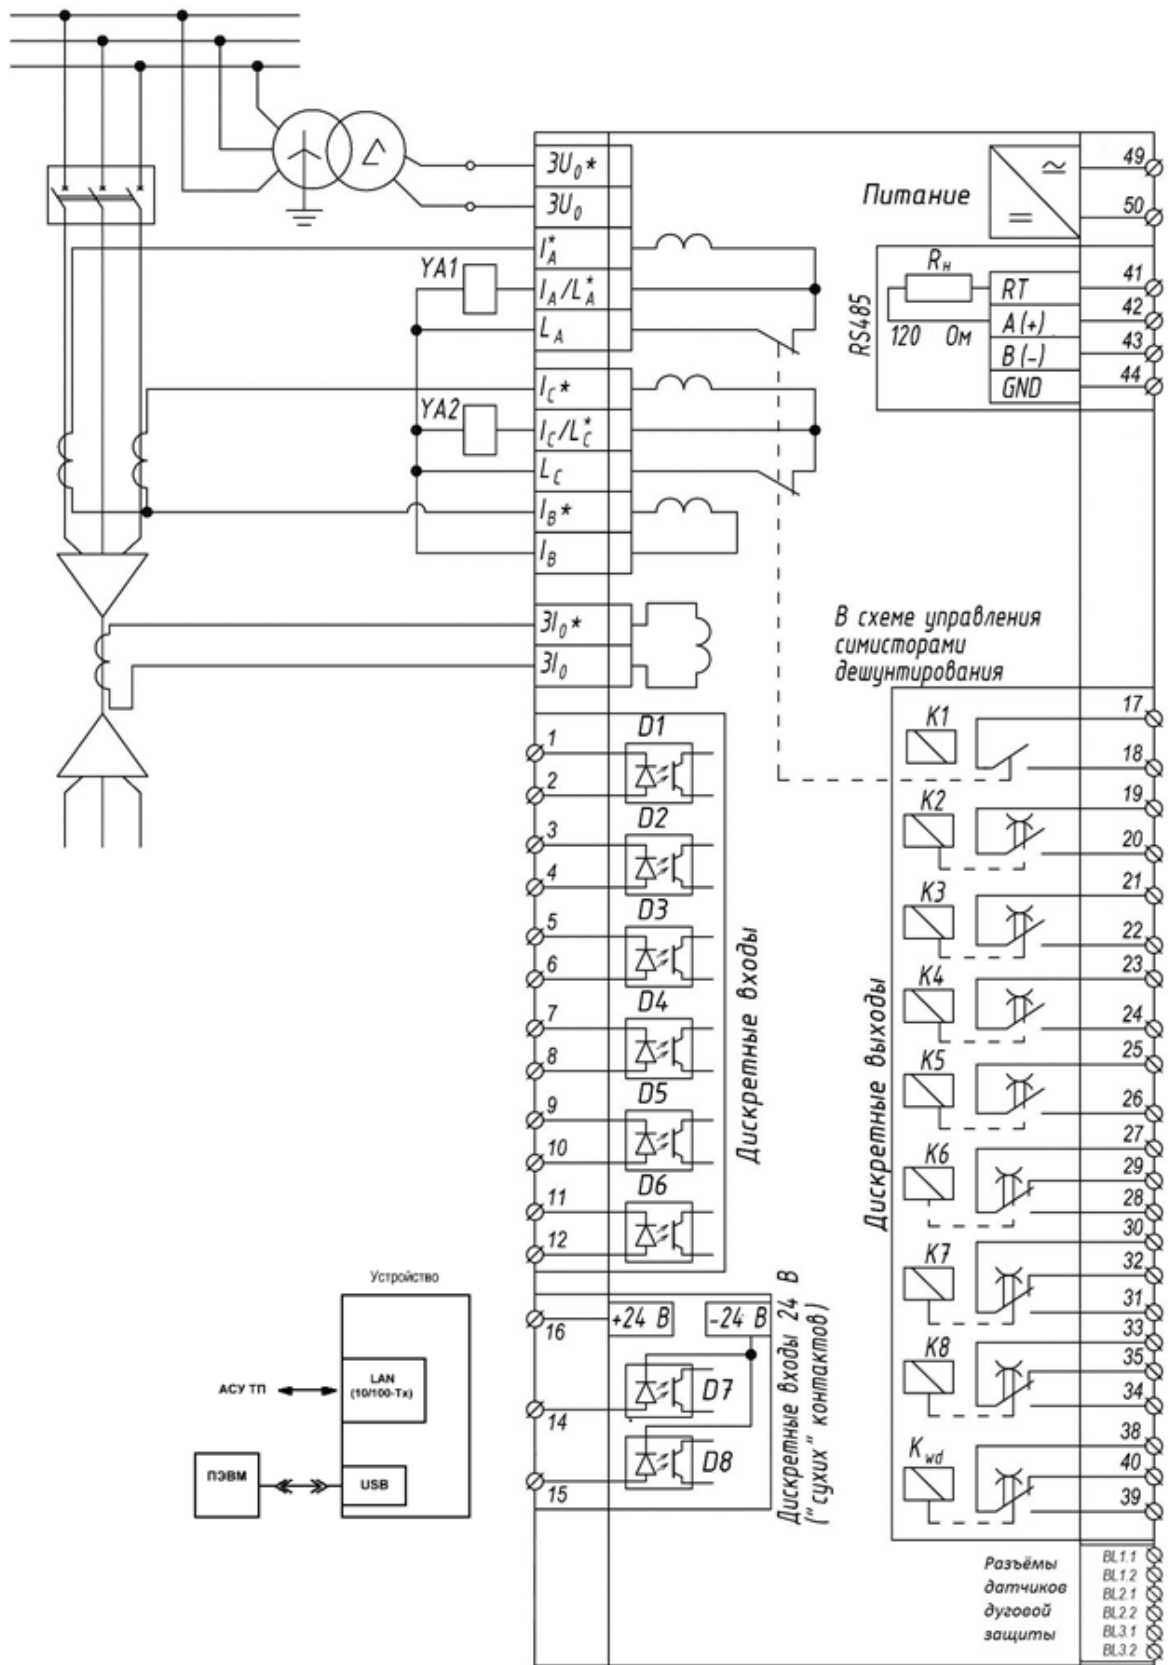 3U₀*
3U₀
I*A
YA1
IA/L*A
LA
IC*
YA2
IC/L*C
LC
IB*
IB
3I₀*
3I₀
Питание
49
50
RS485
Rн
120 Ом
RT
A(+)
B(-)
GND
41
42
43
44
В схеме управления
симисторами
дешунтирования
1
2
D1
3
4
D2
5
6
D3
7
8
D4
9
10
D5
11
12
D6
Дискретные входы
16
+24 В
-24 В
14
D7
15
D8
Дискретные входы 24 В
("сухих" контактов)
Дискретные выходы
K1
17
18
K2
19
20
K3
21
22
K4
23
24
K5
25
26
K6
27
29
28
K7
30
32
31
K8
33
35
34
Kwd
38
40
39
Разъёмы
датчиков
дуговой
защиты
BL1.1
BL1.2
BL2.1
BL2.2
BL3.1
BL3.2
Устройство
АСУ ТП
LAN
(10/100-Tx)
ПЭВМ
USB